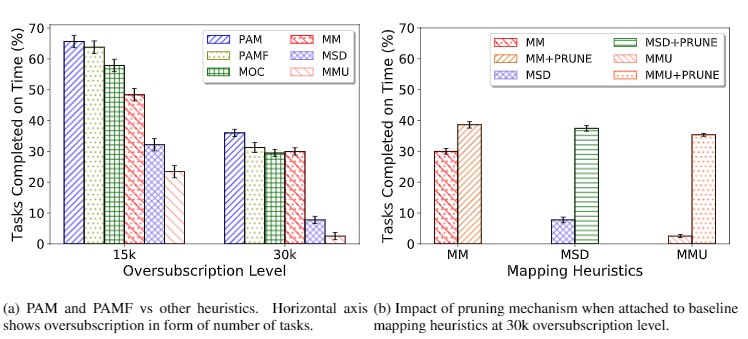 Tasks Completed on Time (%)
70
60
50
40
30
20
10
0
PAM
PAMF
MOC
MM
MSD
MMU
15k
30k
Oversubscription Level
Tasks Completed on Time (%)
70
60
50
40
30
20
10
0
MM
MM+PRUNE
MSD
MSD+PRUNE
MMU
MMU+PRUNE
MM
MSD
MMU
Mapping Heuristics
(a) PAM and PAMF vs other heuristics. Horizontal axis
shows oversubscription in form of number of tasks.
(b) Impact of pruning mechanism when attached to baseline
mapping heuristics at 30k oversubscription level.